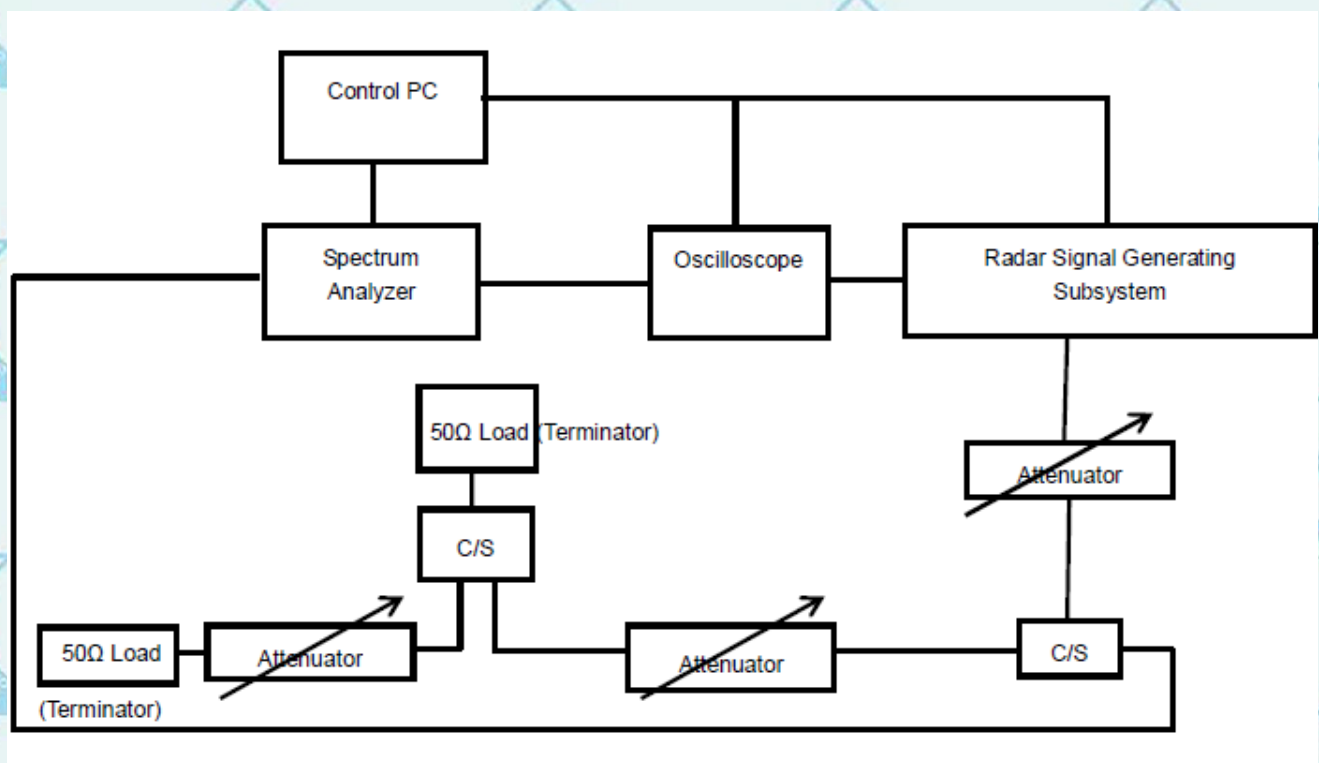 Control PC
Spectrum
Analyzer
Oscilloscope
Radar Signal Generating
Subsystem
50Ω Load (Terminator)
Attenuator
C/S
50Ω Load
(Terminator)
Attenuator
Attenuator
C/S